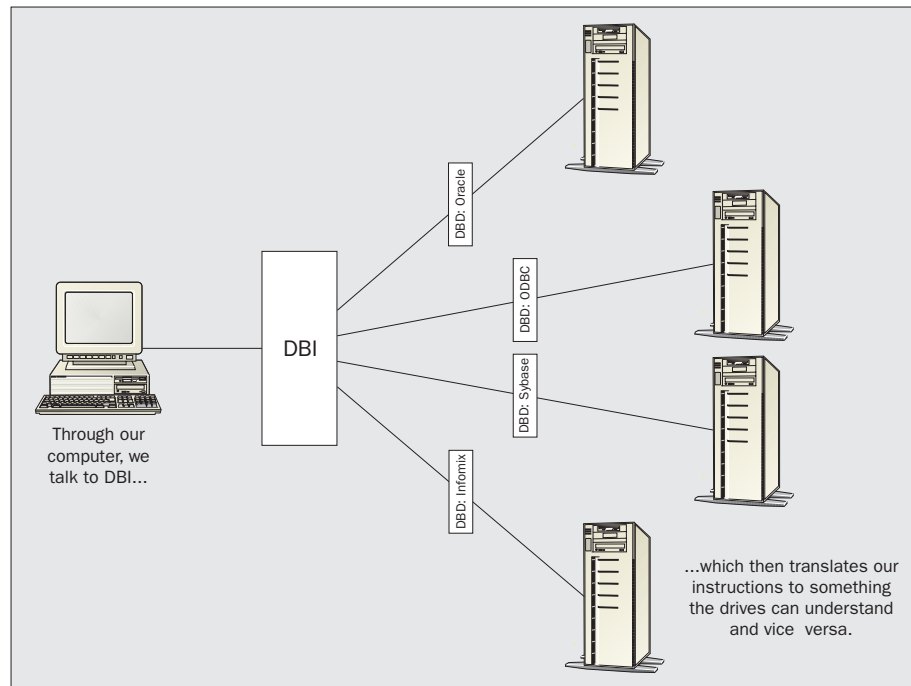 DBD: Oracle
DBD: ODBC
DBI
DBD: Sybase
Through our
computer, we
talk to DBI...
DBD: Infomix
...which then translates our
instructions to something
the drives can understand
and vice versa.